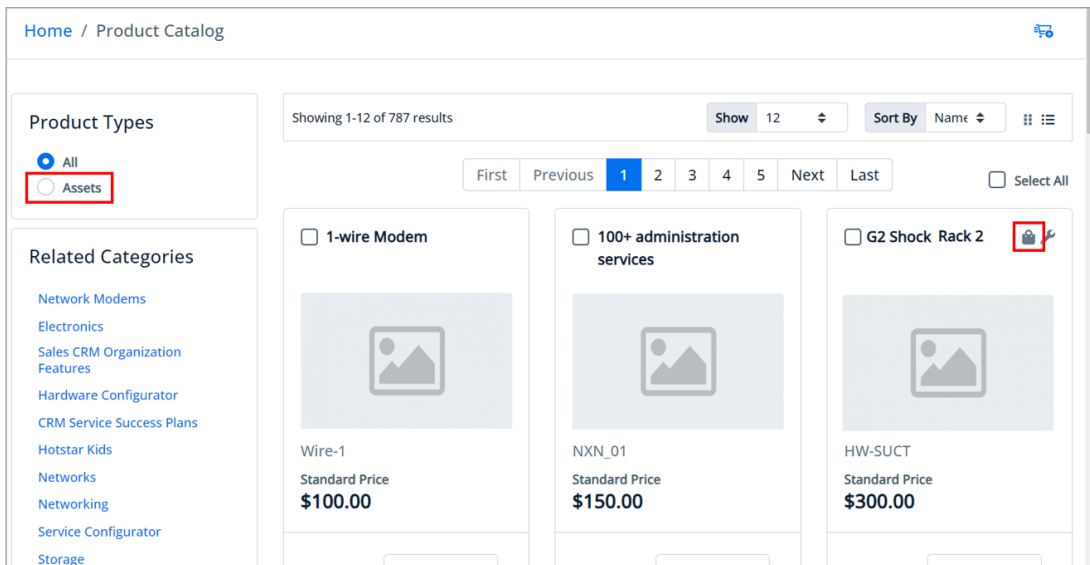 Home / Product Catalog
Product Types
All
Assets
Related Categories
Network Modems
Electronics
Sales CRM Organization
Features
Hardware Configurator
CRM Service Success Plans
Hotstar Kids
Networks
Networking
Service Configurator
Storage
Showing 1-12 of 787 results
Show 12
Sort By Name
First Previous 1 2 3 4 5 Next Last
Select All
1-wire Modem
Wire-1
Standard Price
$100.00
100+ administration
services
NXN_01
Standard Price
$150.00
G2 Shock Rack 2
HW-SUCT
Standard Price
$300.00